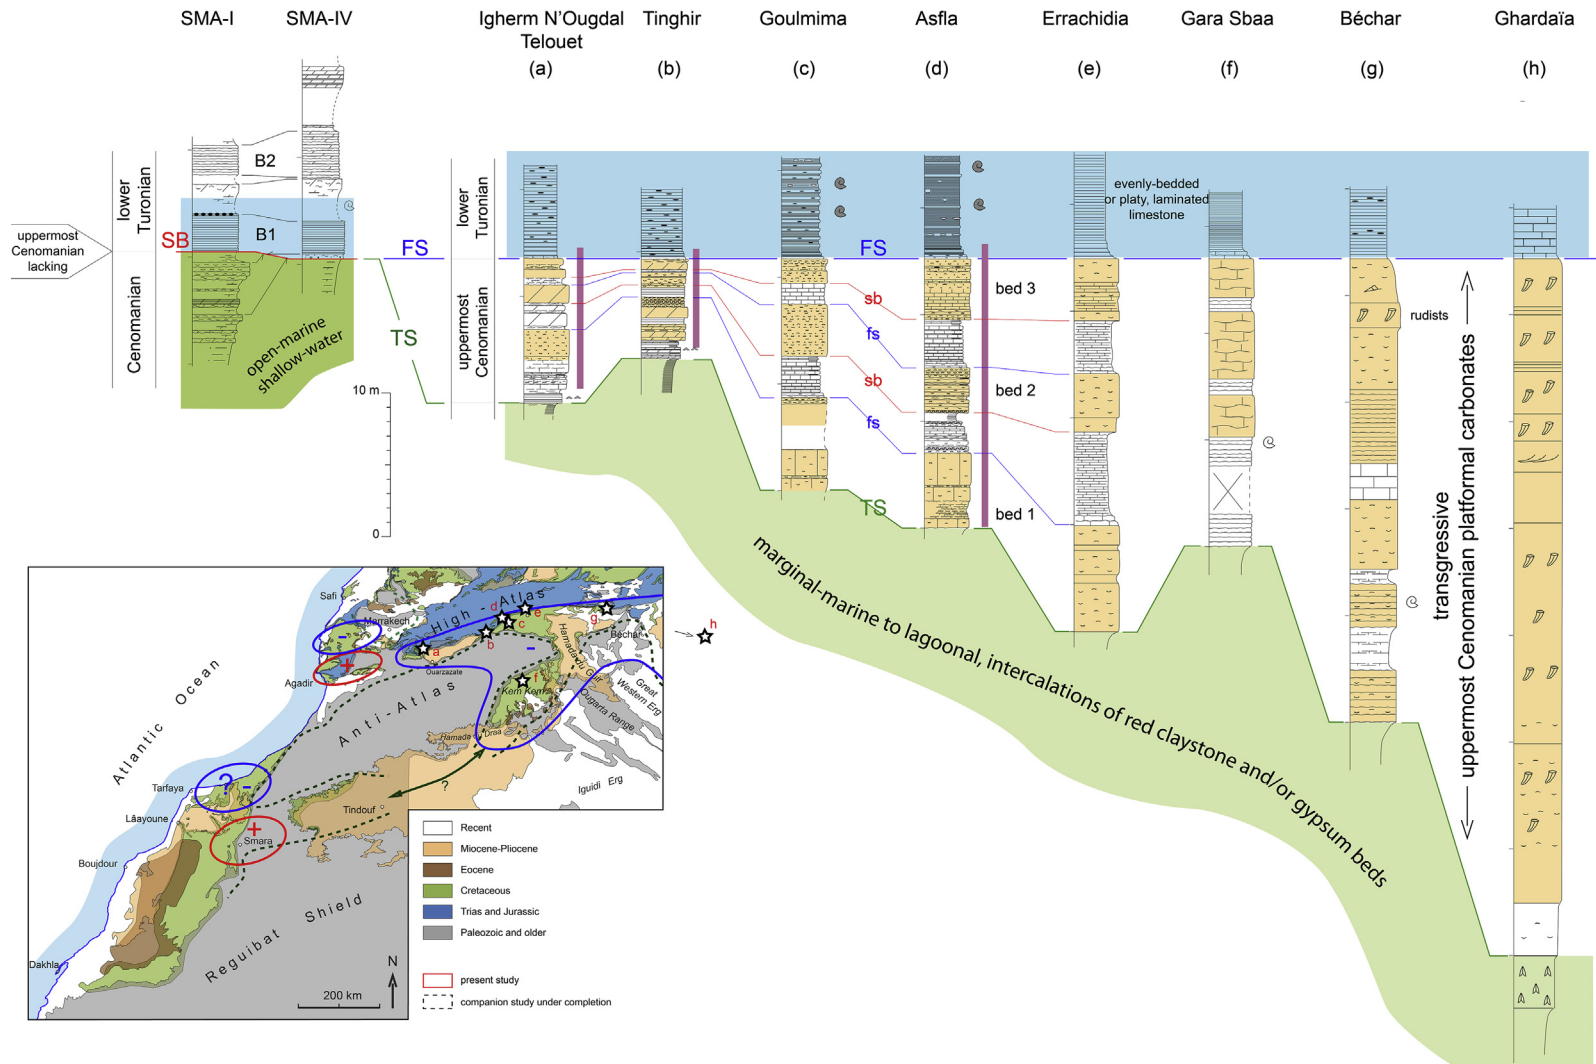 SMA-I
SMA-IV
Igherm N'Ougdal
Telouet
Tinghir
Goulmima
Asfla
Errachidia
Gara Sbaa
Béchar
Ghardaïa
(a)
(b)
(c)
(d)
(e)
(f)
(g)
(h)
lower
Turonian
B2
B1
uppermost
Cenomanian
lacking
SB
Cenomanian
open-marine
shallow-water
FS
TS
lower
Turonian
uppermost
Cenomanian
10 m
0
FS
sb
fs
sb
fs
TS
bed 3
bed 2
bed 1
evenly-bedded
or platy, laminated
limestone
rudists
transgressive
uppermost Cenomanian platformal carbonates
marginal-marine to lagoonal, intercalations of red claystone and/or gypsum beds
Safi
Marrakech
High - Atlas
d
e
c
b
a
g
h
f
-
+
-
Béchar
Ouarzazate
Agadir
Hamada du Guir
Kem Kem
Great
Western Erg
Ougarta Range
Atlantic Ocean
Anti-Atlas
Hamada du Draa
?
Iguidi Erg
Tarfaya
? -
Tindouf
Lâayoune
+
Smara
Boujdour
Reguibat Shield
Dakhla
N
200 km
Recent
Miocene-Pliocene
Eocene
Cretaceous
Trias and Jurassic
Paleozoic and older
present study
companion study under completion